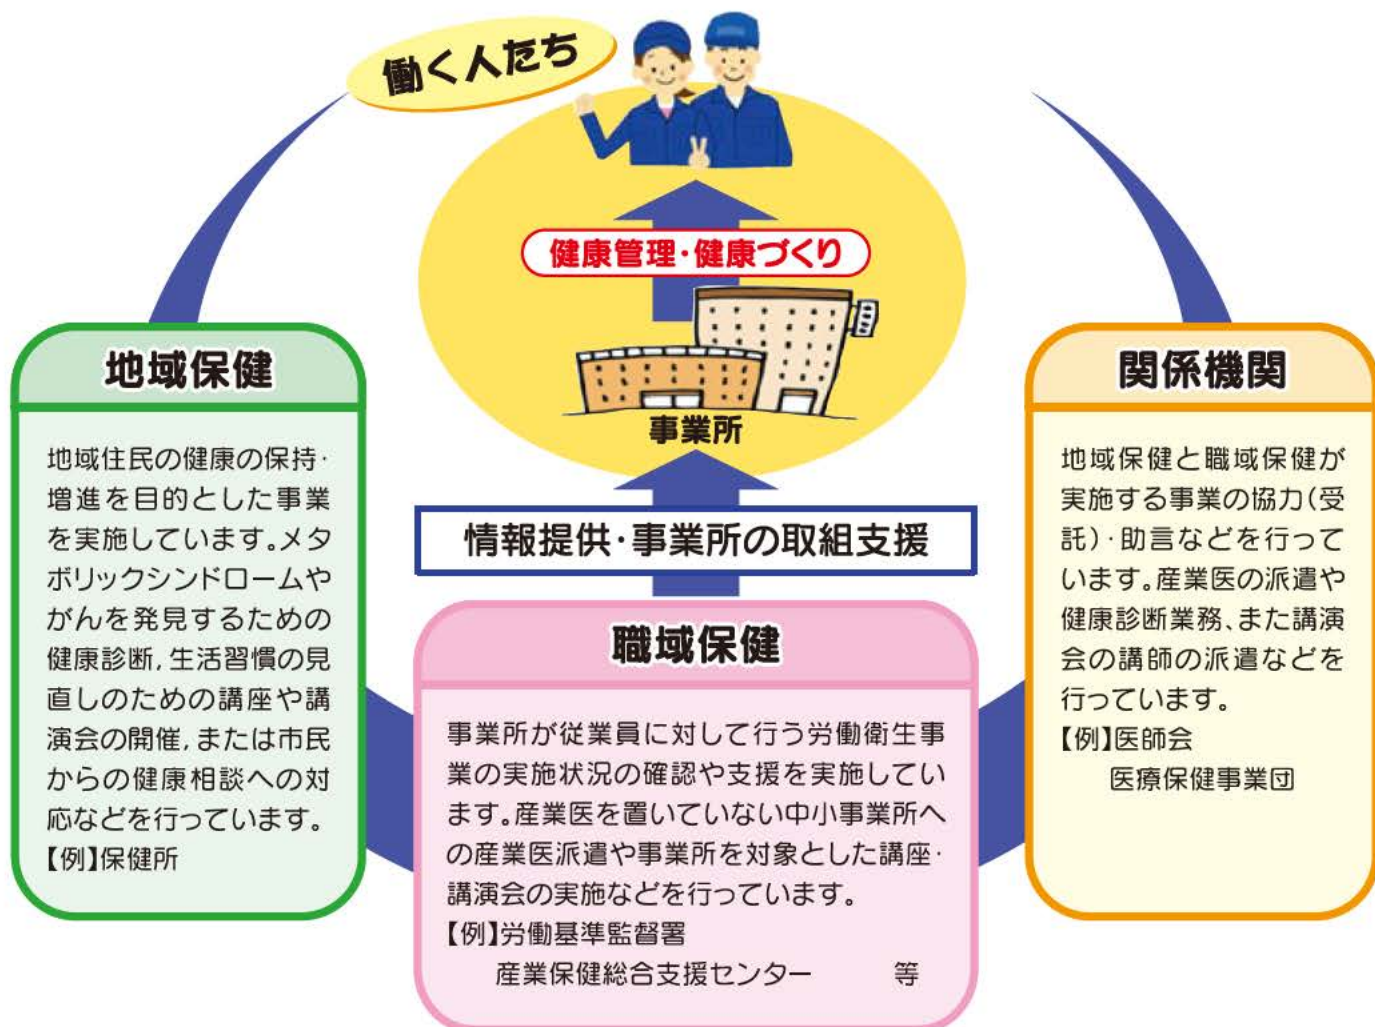 働く人たち
健康管理・健康づくり
事業所
情報提供・事業所の取組支援
地域保健
地域住民の健康の保持・
増進を目的とした事業
を実施しています。メタ
ボリックシンドロームや
がんを発見するための
健康診断,生活習慣の見
直しのための講座や講
演会の開催,または市民
からの健康相談への対
応などを行っています。
【例】保健所
職域保健
事業所が従業員に対して行う労働衛生事
業の実施状況の確認や支援を実施してい
ます。産業医を置いていない中小事業所へ
の産業医派遣や事業所を対象とした講座・
講演会の実施などを行っています。
【例】労働基準監督署
産業保健総合支援センター 等
関係機関
地域保健と職域保健が
実施する事業の協力(受
託)・助言などを行って
います。産業医の派遣や
健康診断業務、また講演
会の講師の派遣などを
行っています。
【例】医師会
医療保健事業団